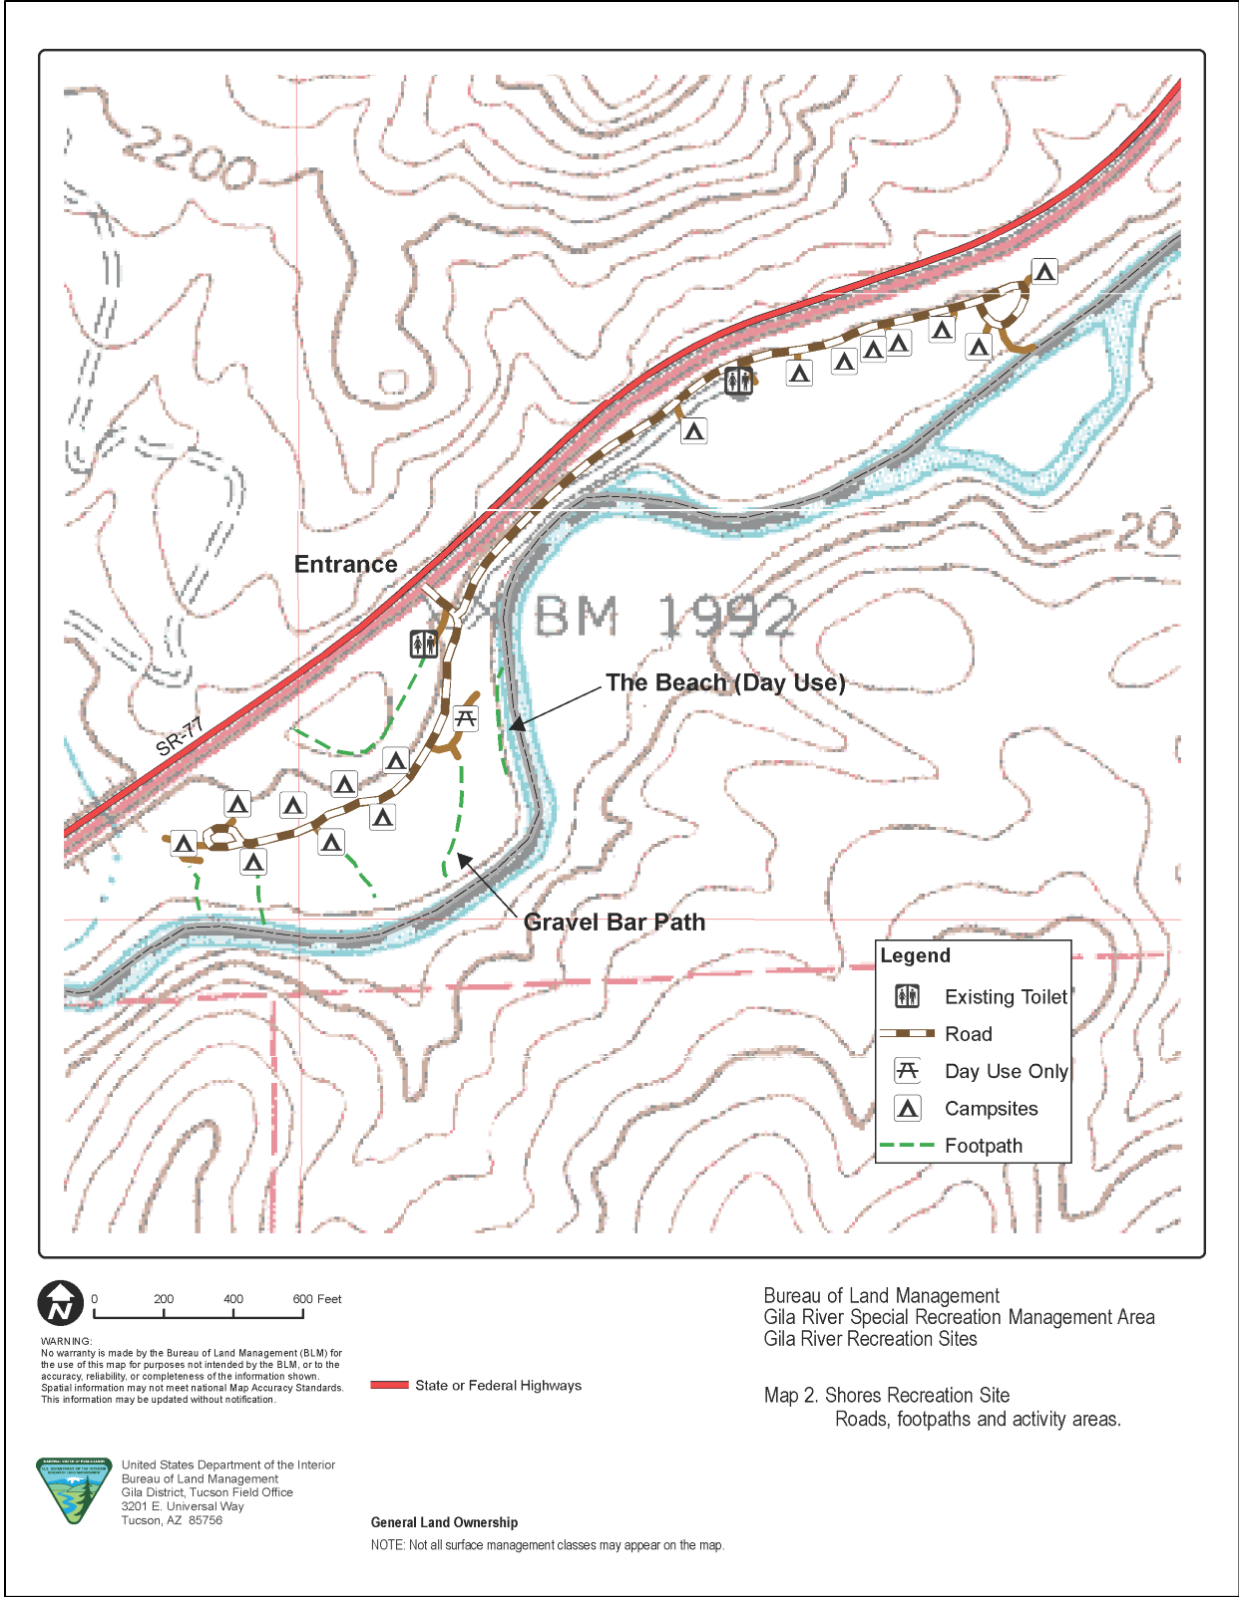 2200
20
Entrance
BM 1992
The Beach (Day Use)
SR-77
Gravel Bar Path
Legend
Existing Toilet
Road
Day Use Only
Campsites
Footpath
N
0 200 400 600 Feet
WARNING:
No warranty is made by the Bureau of Land Management (BLM) for
the use of this map for purposes not intended by the BLM, or to the
accuracy, reliability, or completeness of the information shown.
Spatial information may not meet national Map Accuracy Standards.
This information may be updated without notification.
State or Federal Highways
Bureau of Land Management
Gila River Special Recreation Management Area
Gila River Recreation Sites
Map 2. Shores Recreation Site
Roads, footpaths and activity areas.
United States Department of the Interior
Bureau of Land Management
Gila District, Tucson Field Office
3201 E. Universal Way
Tucson, AZ 85756
General Land Ownership
NOTE: Not all surface management classes may appear on the map.